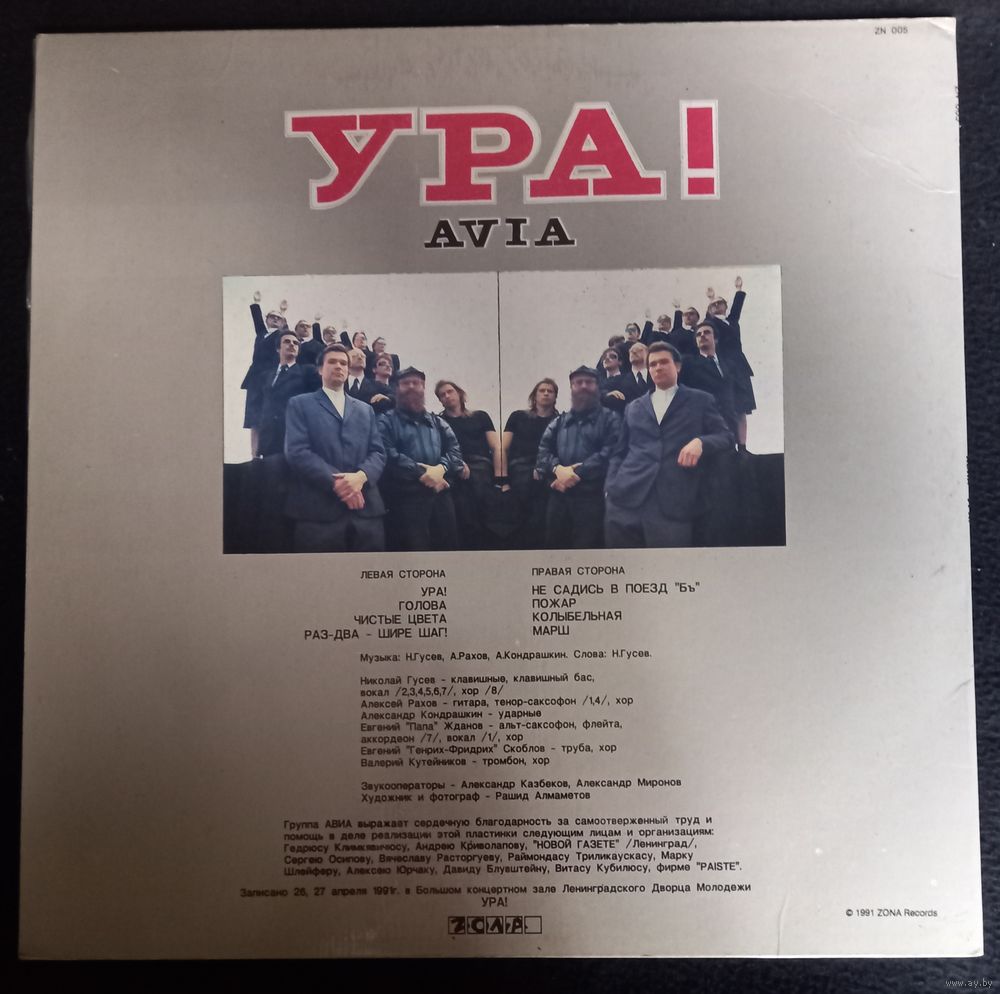 ZN 005
УРА!
AVIA
ЛЕВАЯ СТОРОНА
УРА!
ГОЛОВА
ЧИСТЫЕ ЦВЕТА
РАЗ-ДВА - ШИРЕ ШАГ!
ПРАВАЯ СТОРОНА
НЕ САДИСЬ В ПОЕЗД "Бъ"
ПОЖАР
КОЛЫБЕЛЬНАЯ
МАРШ
Музыка: Н.Гусев, А.Рахов, А.Кондрашкин. Слова: Н.Гусев.
Николай Гусев - клавишные, клавишный бас,
вокал /2,3,4,5,6,7/, хор /8/
Алексей Рахов - гитара, тенор-саксофон /1,4/, хор
Александр Кондрашкин - ударные
Евгений "Папа" Жданов - альт-саксофон, флейта,
аккордеон /7/, вокал /1/, хор
Евгений "Генрих-Фридрих" Скоблов - труба, хор
Валерий Кутейников - тромбон, хор
Звукооператоры - Александр Казбеков, Александр Миронов
Художник и фотограф - Рашид Алмаметов
Группа АВИА выражает сердечную благодарность за самоотверженный труд и
помощь в деле реализации этой пластинки следующим лицам и организациям:
Гедрюсу Климкявичюсу, Андрею Криволапову, "НОВОЙ ГАЗЕТЕ" /Ленинград/,
Сергею Осипову, Вячеславу Расторгуеву, Раймондасу Триликаускасу, Марку
Шлейферу, Алексею Юрчаку, Давиду Блувштейну, Витасу Кубилюсу, фирме "PAISTE".
Записано 26, 27 апреля 1991г. в Большом концертном зале Ленинградского Дворца Молодежи
УРА!
© 1991 ZONA Records
www.ay.by